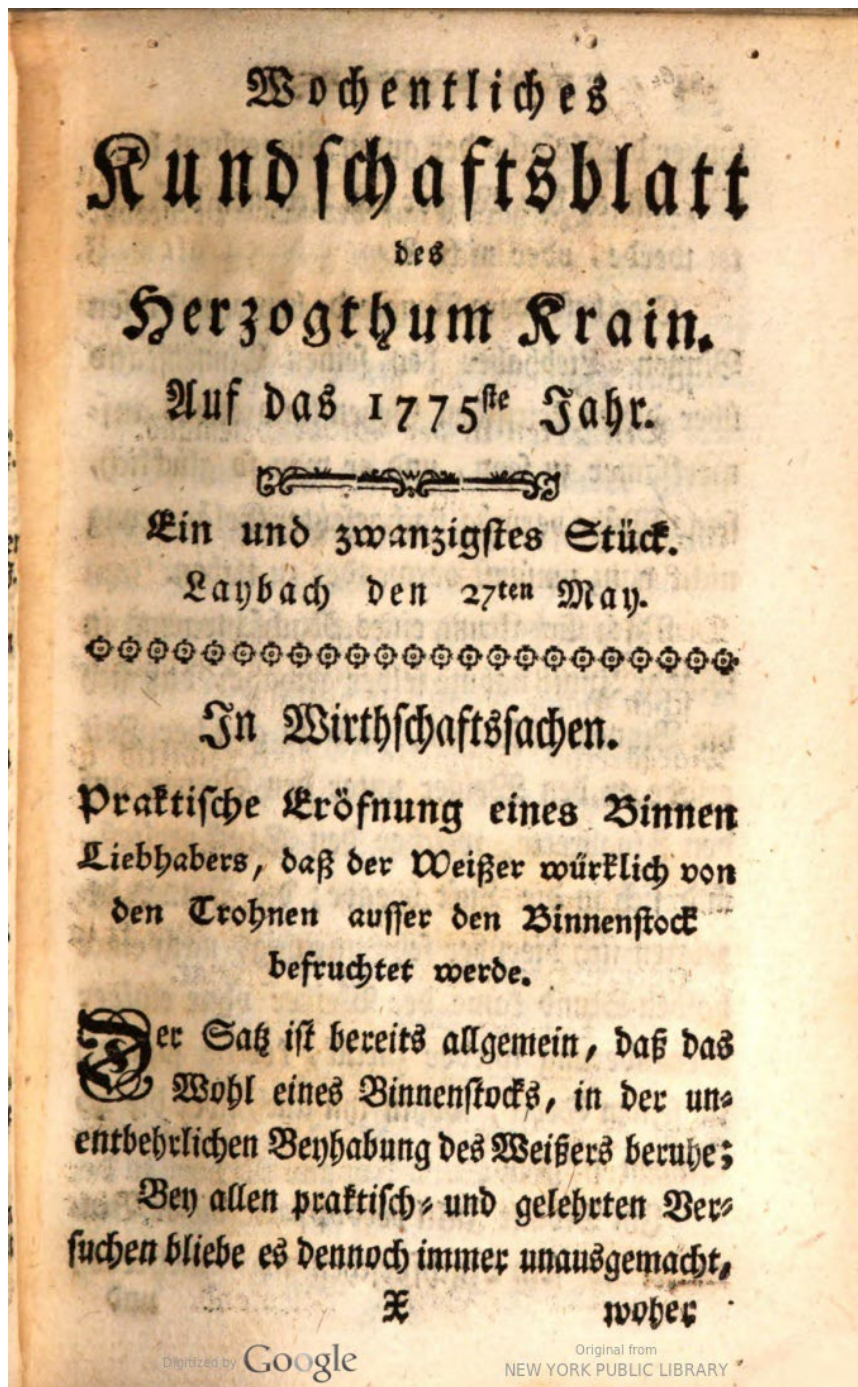 Wochentliches
Kundschaftsblatt
des
Herzogthum Krain.
Auf das 1775ste Jahr.
Ein und zwanzigstes Stück.
Laybach den 27ten May.
In Wirthschaftssachen.
Praktische Eröfnung eines Binnen
Liebhabers, daß der Weißer würklich von
den Trohnen ausser den Binnenstock
befruchtet werde.
Der Satz ist bereits allgemein, daß das
Wohl eines Binnenstocks, in der un-
entbehrlichen Beyhabung des Weißers beruhe;
Bey allen praktisch- und gelehrten Ver-
suchen bliebe es dennoch immer unausgemacht,
X woher
Digitized by Google
Original from
NEW YORK PUBLIC LIBRARY